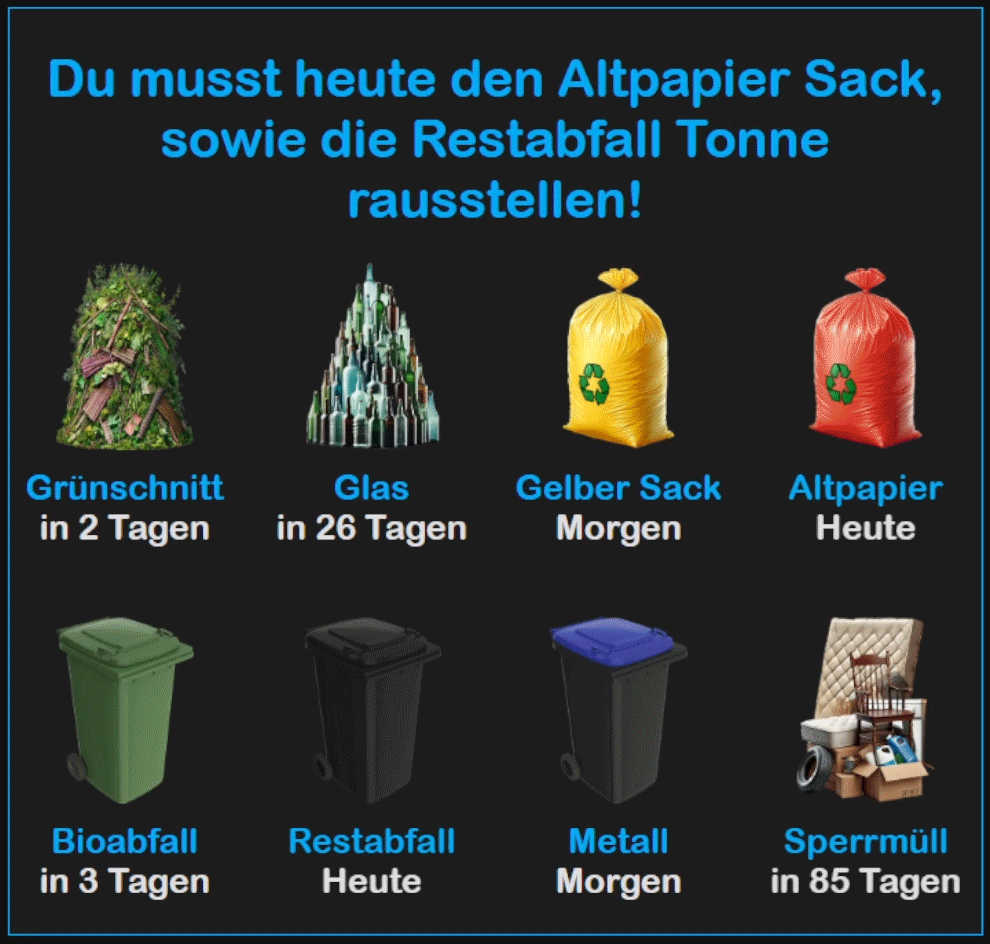 Du musst heute den Altpapier Sack,
sowie die Restabfall Tonne
rausstellen!
Grünschnitt
in 2 Tagen
Glas
in 26 Tagen
Gelber Sack
Morgen
Altpapier
Heute
Bioabfall
in 3 Tagen
Restabfall
Heute
Metall
Morgen
Sperrmüll
in 85 Tagen